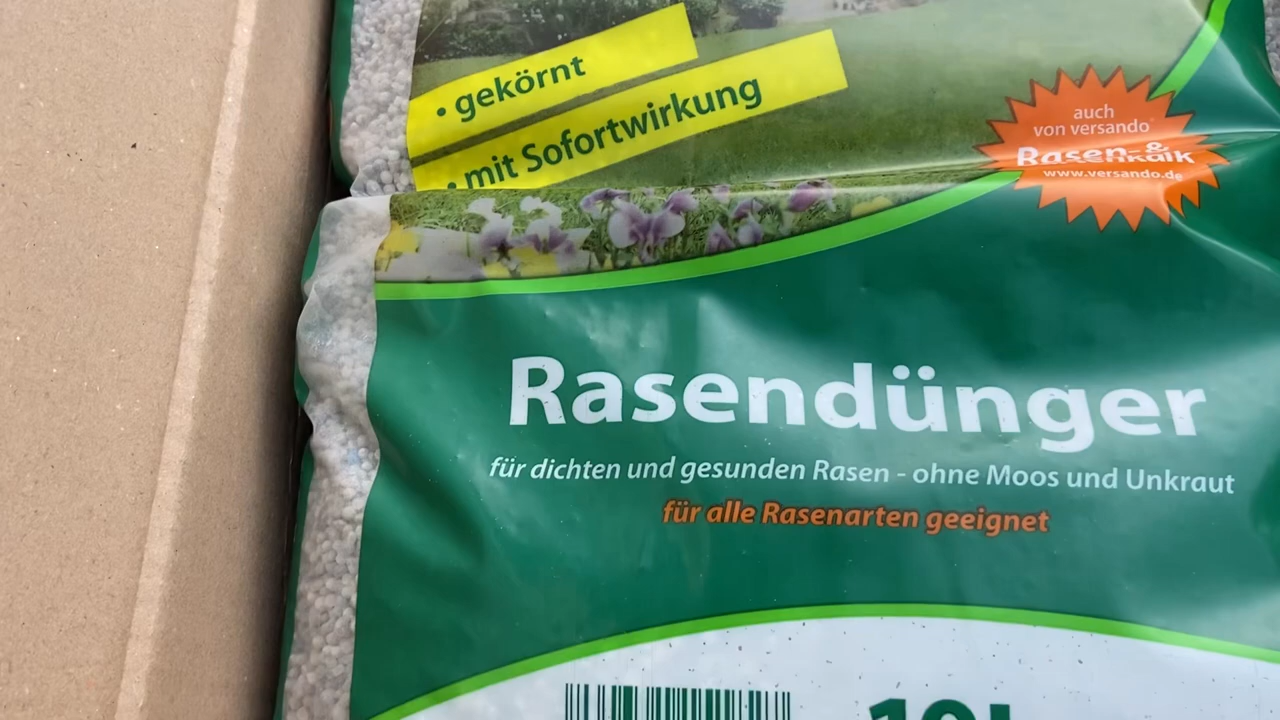 • gekörnt
• mit Sofortwirkung
auch
von versando®
Rasen- &
www.versando.de
Rasendünger
für dichten und gesunden Rasen - ohne Moos und Unkraut
für alle Rasenarten geeignet